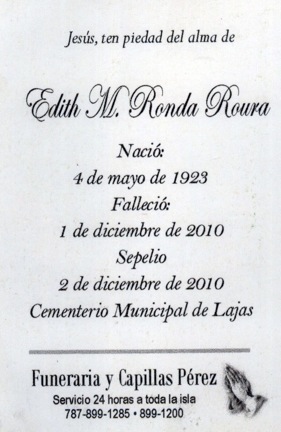 Jesús, ten piedad del alma de
Edith M. Ronda Roura
Nació:
4 de mayo de 1923
Falleció:
1 de diciembre de 2010
Sepelio
2 de diciembre de 2010
Cementerio Municipal de Lajas
Funeraria y Capillas Pérez
Servicio 24 horas a toda la isla
787-899-1285 • 899-1200